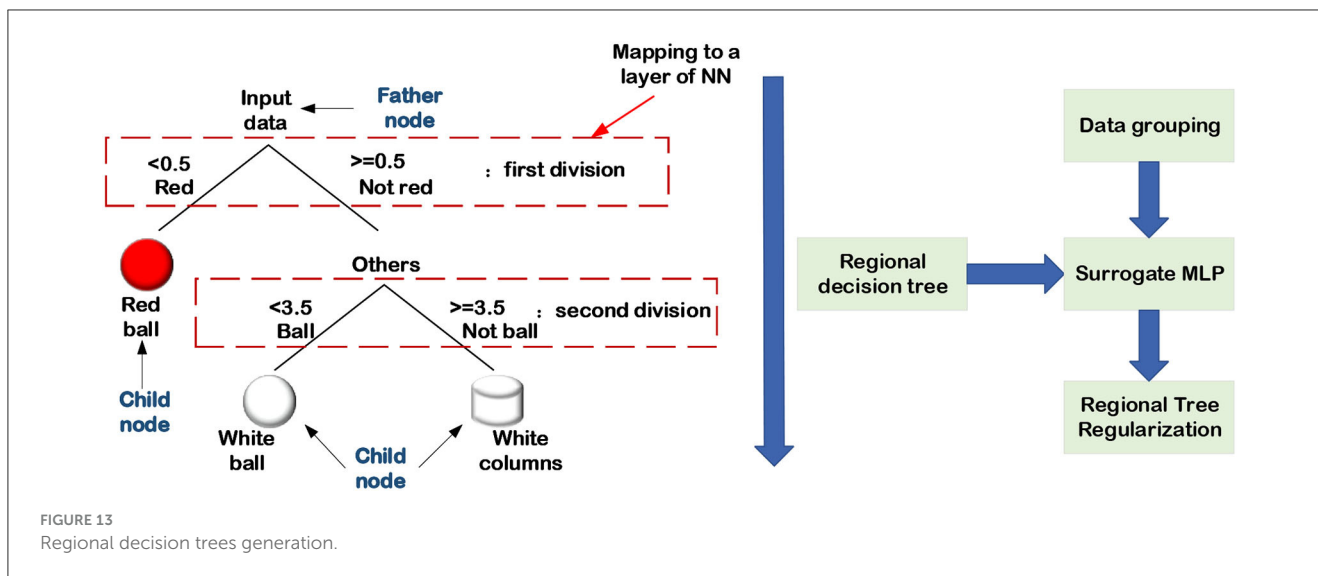 Mapping to a
layer of NN
Input
data
Father
node
<0.5
Red
>=0.5
Not red
: first division
Red
ball
Others
<3.5
Ball
>=3.5
Not ball
: second division
Child
node
White
ball
White
columns
Child
node
Data grouping
Regional
decision tree
Surrogate MLP
Regional Tree
Regularization
FIGURE 13
Regional decision trees generation.